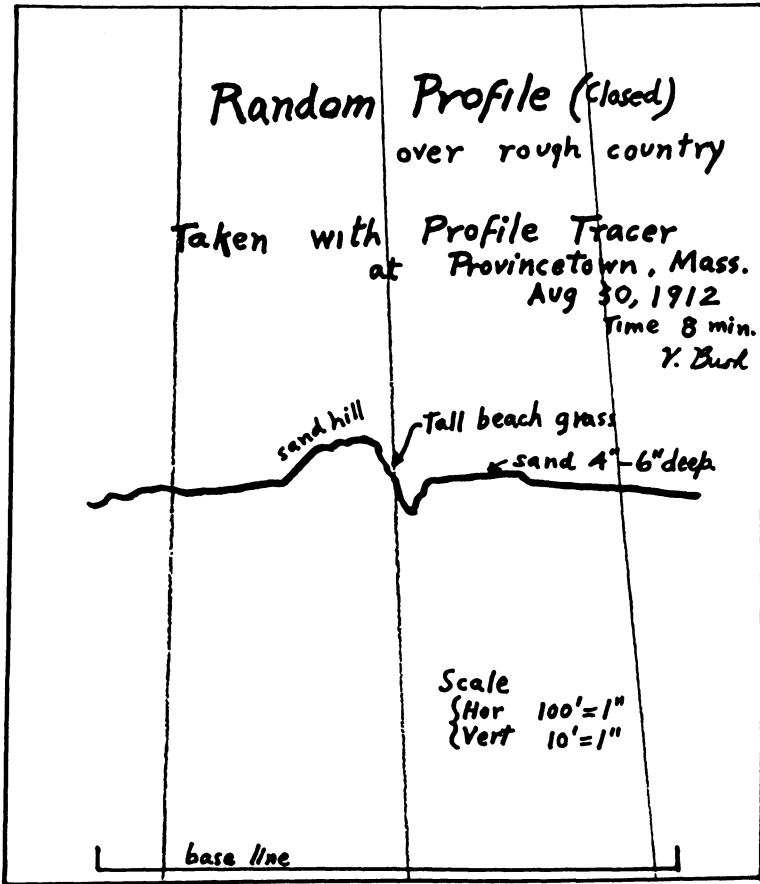 Random Profile (Closed)
over rough country
Taken with Profile Tracer
at Provincetown, Mass.
Aug 30, 1912
Time 8 min.
V. Bush
sand hill
Tall beach grass
sand 4"-6" deep.
Scale
{Hor 100'=1"
{Vert 10'=1"
base line